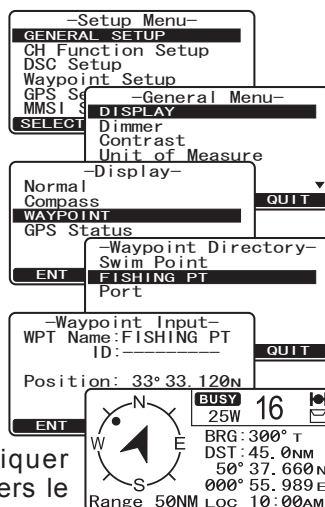 -Setup Menu-
GENERAL SETUP
CH Function Setup
DSC Setup
Waypoint Setup
GPS Se
MMSI S
SELECT
-General Menu-
DISPLAY
Dimmer
Contrast
Unit of Measure
QUIT
-Display-
Normal
Compass
WAYPOINT
GPS Status
ENT
-Waypoint Directory-
Swim Point
FISHING PT
Port
QUIT
-Waypoint Input-
WPT Name:FISHING PT
ID:---------
Position: 33°33.120N
ENT
N
W E
S
BUSY
25W 16
BRG:300° T
DST:45.0NM
50°37.660N
000°55.989E
Range 50NM LOC 10:00AM
iquer
ers le